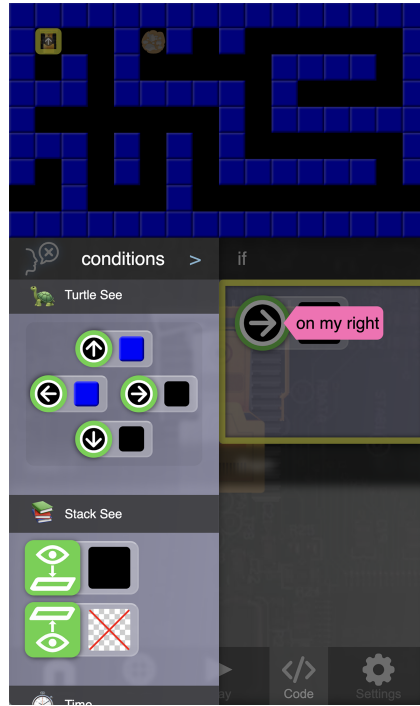 conditions >
if
Turtle See
on my right
Stack See
Code
Settings